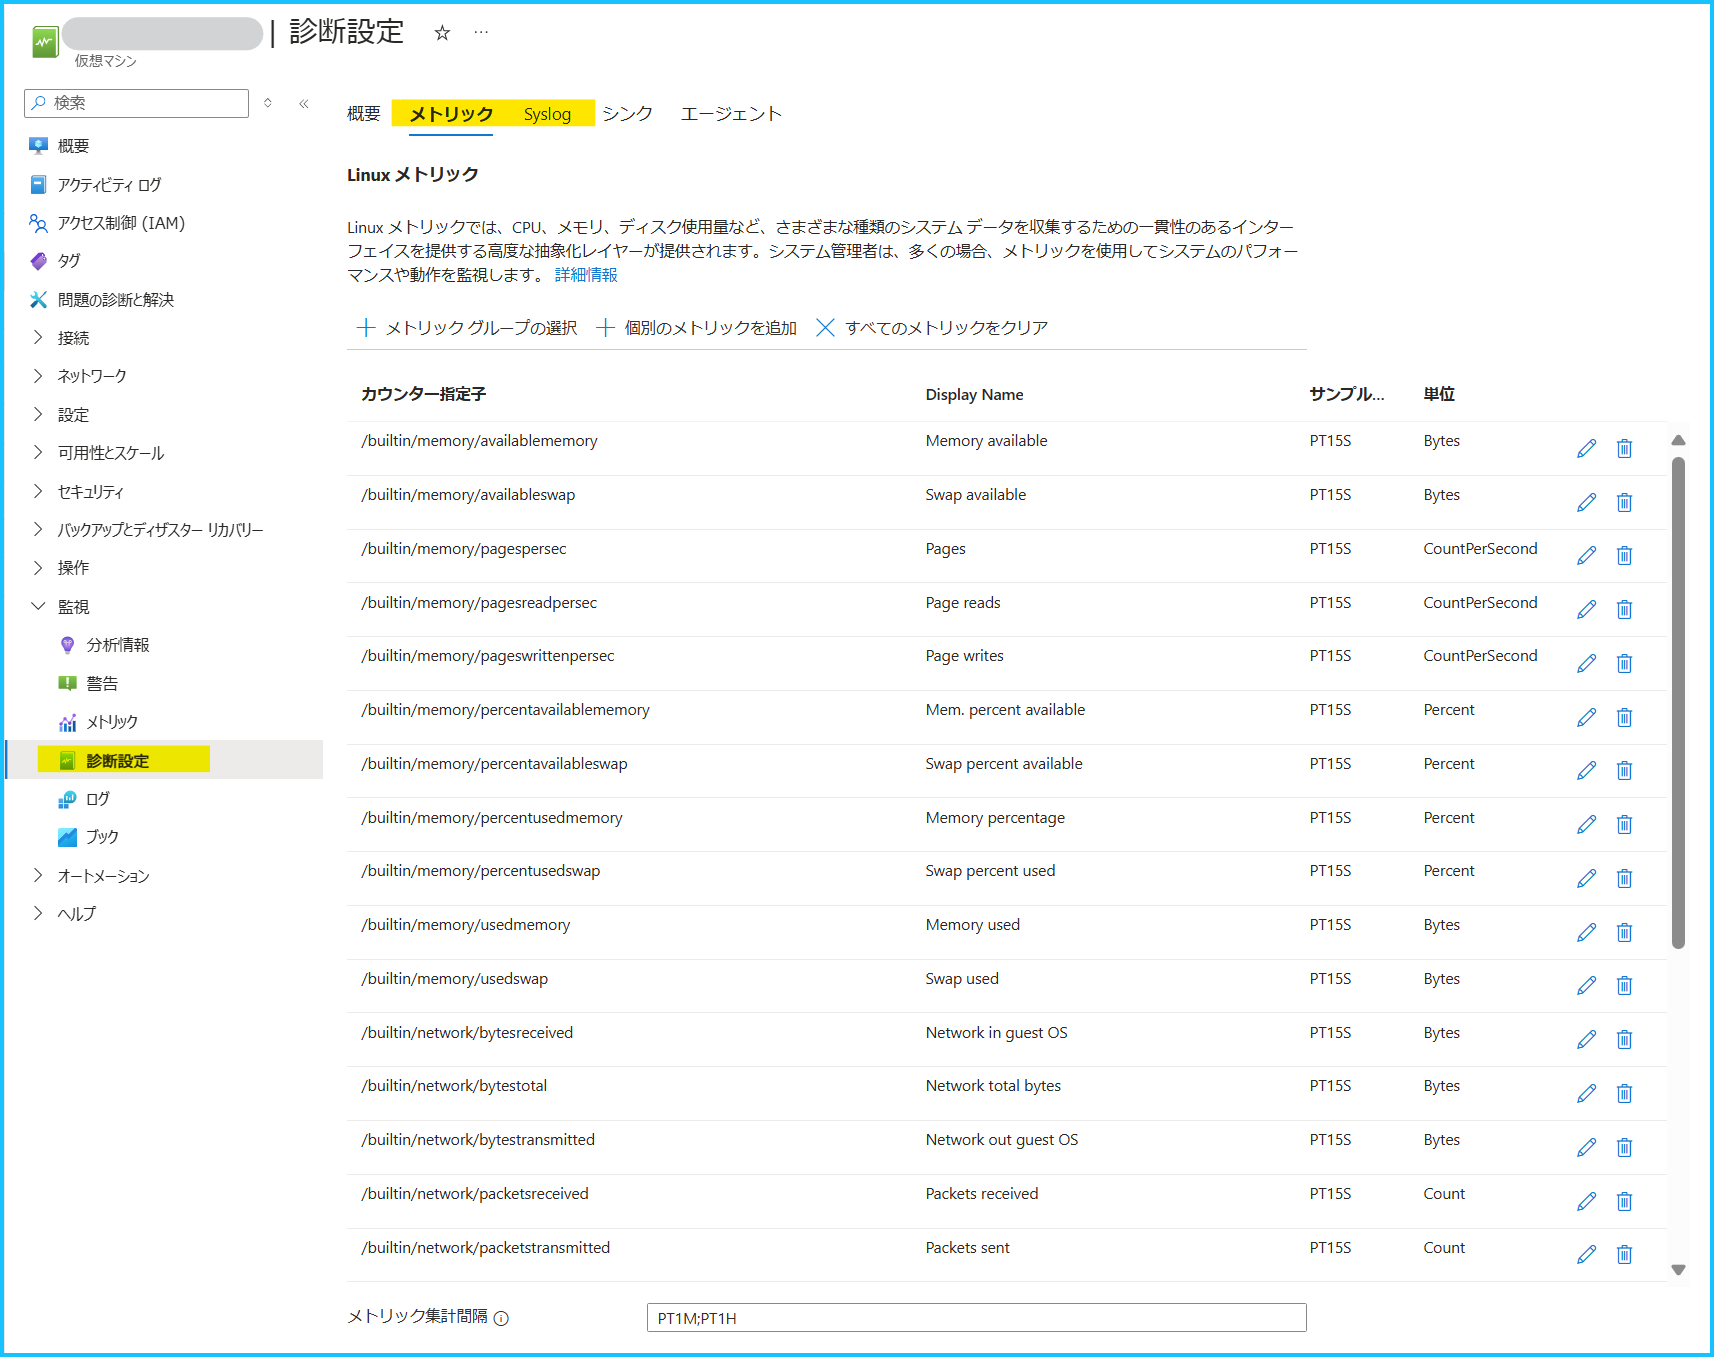 | 診断設定 ☆ …
仮想マシン
検索
概要
アクティビティ ログ
アクセス制御 (IAM)
タグ
問題の診断と解決
接続
ネットワーク
設定
可用性とスケール
セキュリティ
バックアップとディザスター リカバリー
操作
監視
分析情報
警告
メトリック
診断設定
ログ
ブック
オートメーション
ヘルプ
概要 メトリック Syslog シンク エージェント
Linux メトリック
Linux メトリックでは、CPU、メモリ、ディスク使用量など、さまざまな種類のシステム データを収集するための一貫性のあるインター
フェイスを提供する高度な抽象化レイヤーが提供されます。システム管理者は、多くの場合、メトリックを使用してシステムのパフォー
マンスや動作を監視します。 詳細情報
メトリック グループの選択 個別のメトリックを追加 すべてのメトリックをクリア
カウンター指定子 Display Name サンプル... 単位
/builtin/memory/availablememory Memory available PT15S Bytes
/builtin/memory/availableswap Swap available PT15S Bytes
/builtin/memory/pagespersec Pages PT15S CountPerSecond
/builtin/memory/pagesreadpersec Page reads PT15S CountPerSecond
/builtin/memory/pageswrittenpersec Page writes PT15S CountPerSecond
/builtin/memory/percentavailablememory Mem. percent available PT15S Percent
/builtin/memory/percentavailableswap Swap percent available PT15S Percent
/builtin/memory/percentusedmemory Memory percentage PT15S Percent
/builtin/memory/percentusedswap Swap percent used PT15S Percent
/builtin/memory/usedmemory Memory used PT15S Bytes
/builtin/memory/usedswap Swap used PT15S Bytes
/builtin/network/bytesreceived Network in guest OS PT15S Bytes
/builtin/network/bytestotal Network total bytes PT15S Bytes
/builtin/network/bytestransmitted Network out guest OS PT15S Bytes
/builtin/network/packetsreceived Packets received PT15S Count
/builtin/network/packetstransmitted Packets sent PT15S Count
メトリック集計間隔 PT1M;PT1H